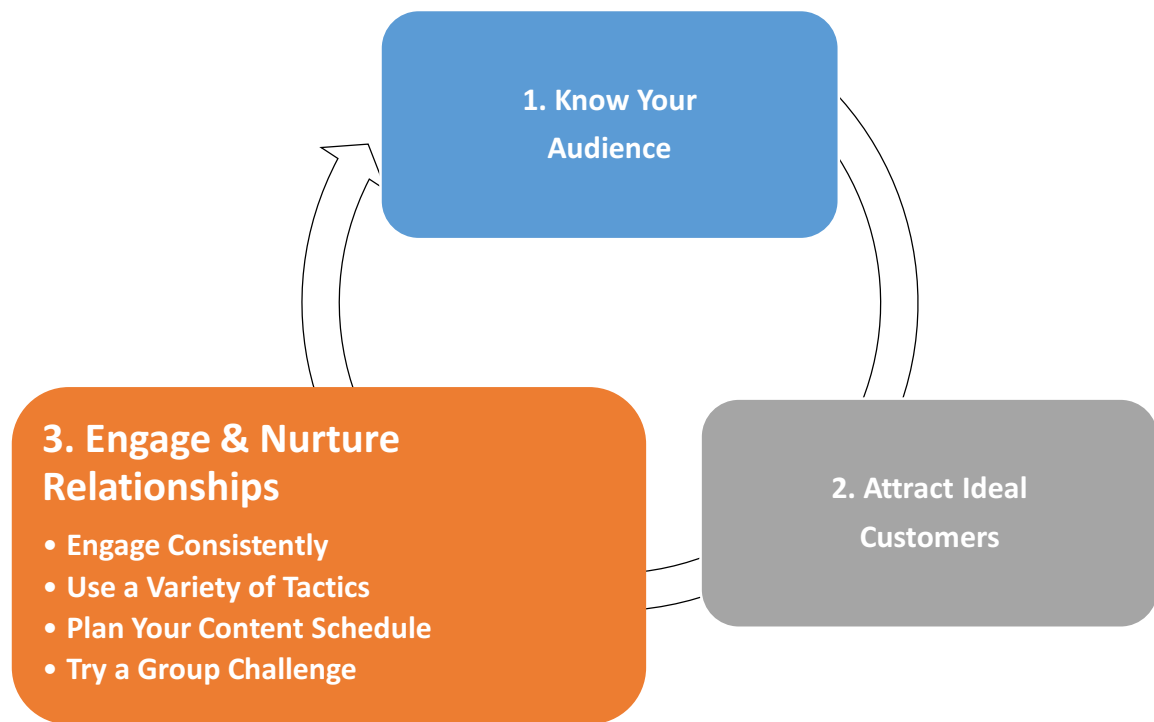 1. Know Your
Audience
2. Attract Ideal
Customers
3. Engage & Nurture
Relationships
• Engage Consistently
• Use a Variety of Tactics
• Plan Your Content Schedule
• Try a Group Challenge